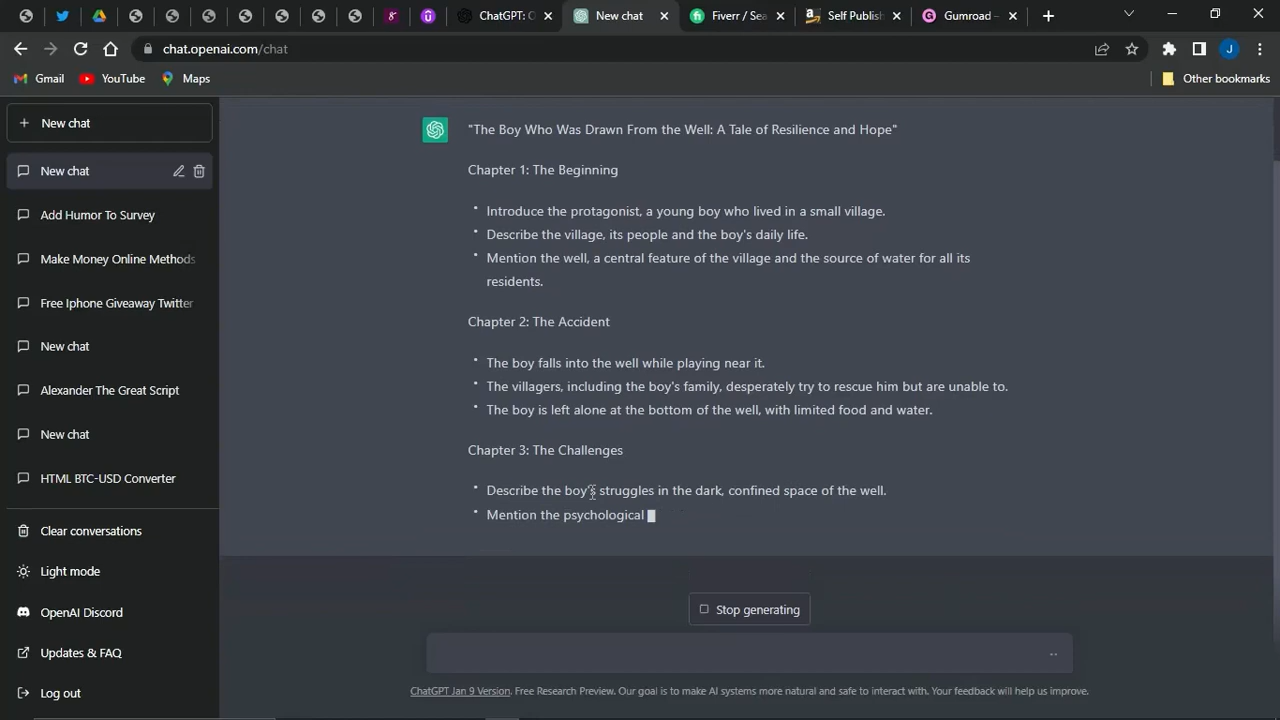 ChatGPT: O
New chat
Fiverr / Sea
Self Publish
Gumroad –
chat.openai.com/chat
J
Gmail
YouTube
Maps
Other bookmarks
New chat
New chat
Add Humor To Survey
Make Money Online Methods
Free Iphone Giveaway Twitter
New chat
Alexander The Great Script
New chat
HTML BTC-USD Converter
Clear conversations
Light mode
OpenAI Discord
Updates & FAQ
Log out
"The Boy Who Was Drawn From the Well: A Tale of Resilience and Hope"
Chapter 1: The Beginning
• Introduce the protagonist, a young boy who lived in a small village.
• Describe the village, its people and the boy's daily life.
• Mention the well, a central feature of the village and the source of water for all its
residents.
Chapter 2: The Accident
• The boy falls into the well while playing near it.
• The villagers, including the boy's family, desperately try to rescue him but are unable to.
• The boy is left alone at the bottom of the well, with limited food and water.
Chapter 3: The Challenges
• Describe the boy's struggles in the dark, confined space of the well.
• Mention the psychological
Stop generating
ChatGPT Jan 9 Version. Free Research Preview. Our goal is to make AI systems more natural and safe to interact with. Your feedback will help us improve.